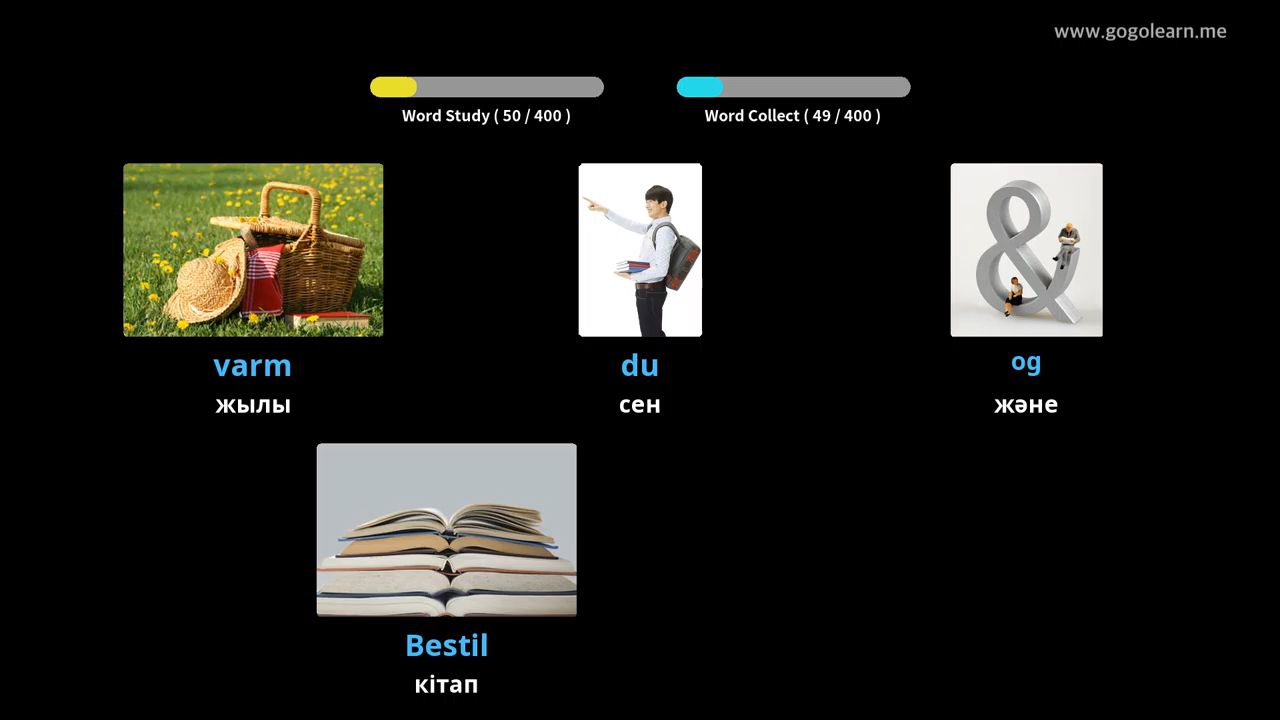 www.gogolearn.me
Word Study ( 50 / 400 )
Word Collect ( 49 / 400 )
varm
жылы
du
сен
og
және
Bestil
кітап